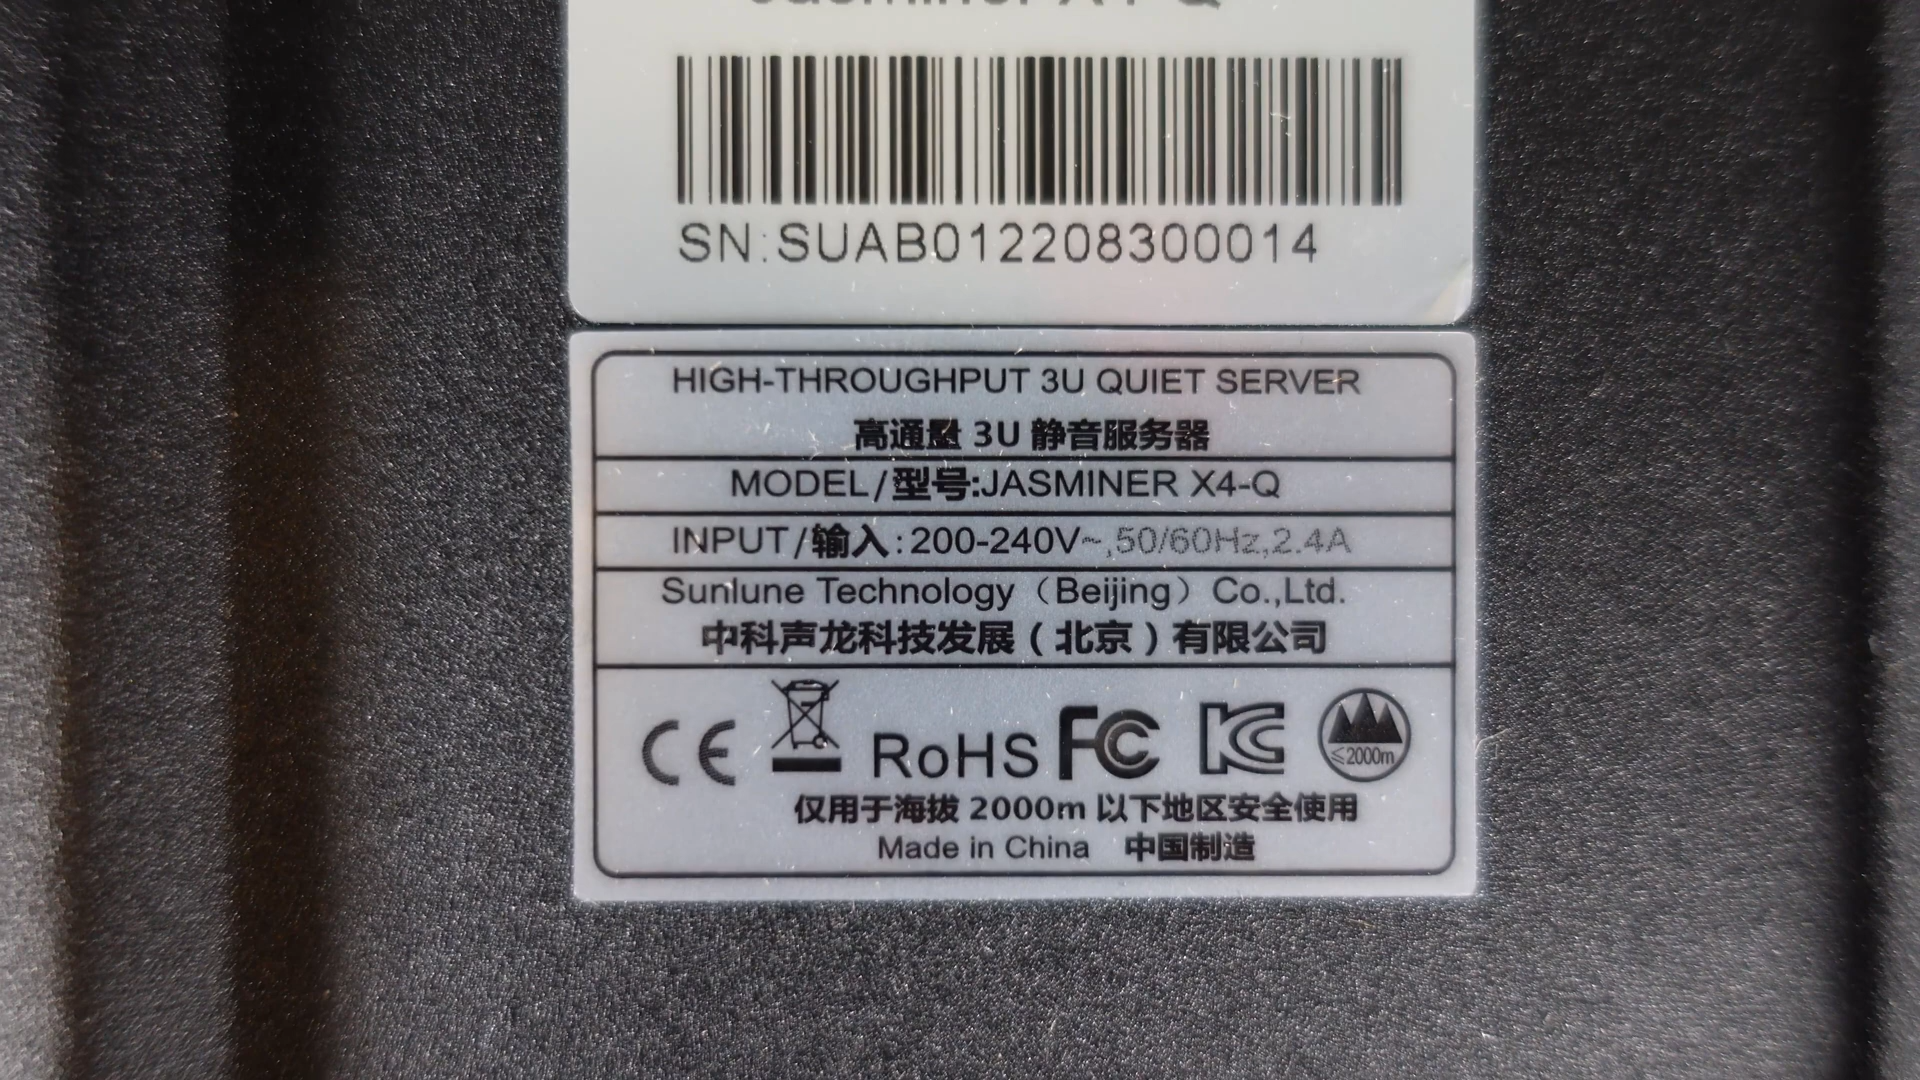 Jasminer X4-Q
SN:SUAB012208300014
HIGH-THROUGHPUT 3U QUIET SERVER
高通量 3U 静音服务器
MODEL/型号:JASMINER X4-Q
INPUT/输入:200-240V~,50/60Hz,2.4A
Sunlune Technology（Beijing）Co.,Ltd.
中科声龙科技发展（北京）有限公司
CE RoHS FC KC ≤2000m
仅用于海拔 2000m 以下地区安全使用
Made in China 中国制造